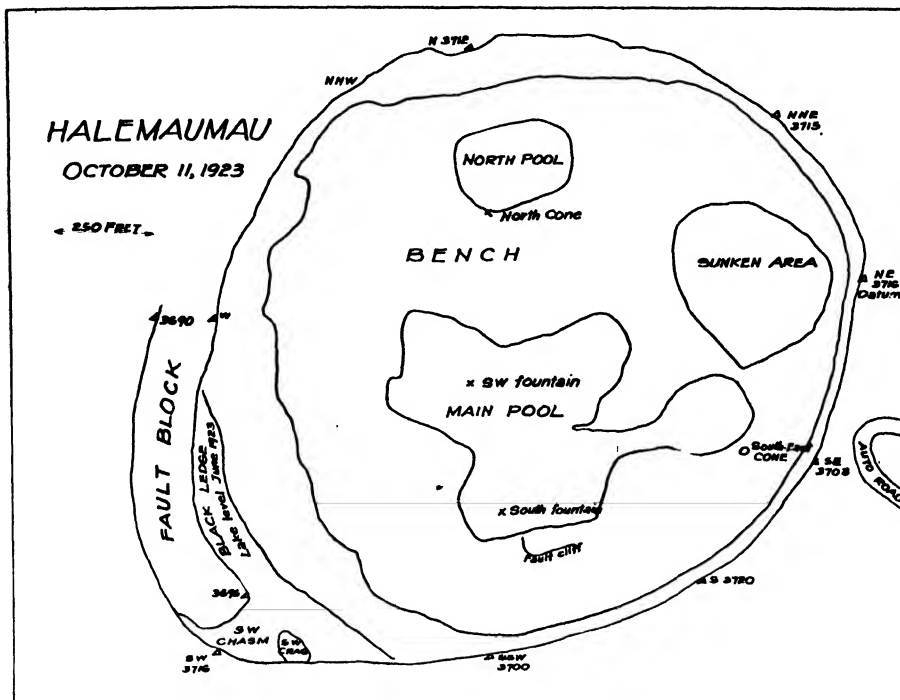 N 3712
NNW
NNE
3715
HALEMAUMAU
OCTOBER 11, 1923
NORTH POOL
North Cone
250 FEET
BENCH
SUNKEN AREA
NE
3716
Datum
3690
W
x SW fountain
MAIN POOL
FAULT BLOCK
BLACK LEDGE
Lake level June 1923
South-East
CONE
SE
3708
AUTO ROAD
x South fountain
Fault cliff
S 3720
3696
SW
CHASM
SW
CRAG
SW
3716
SSW
3700